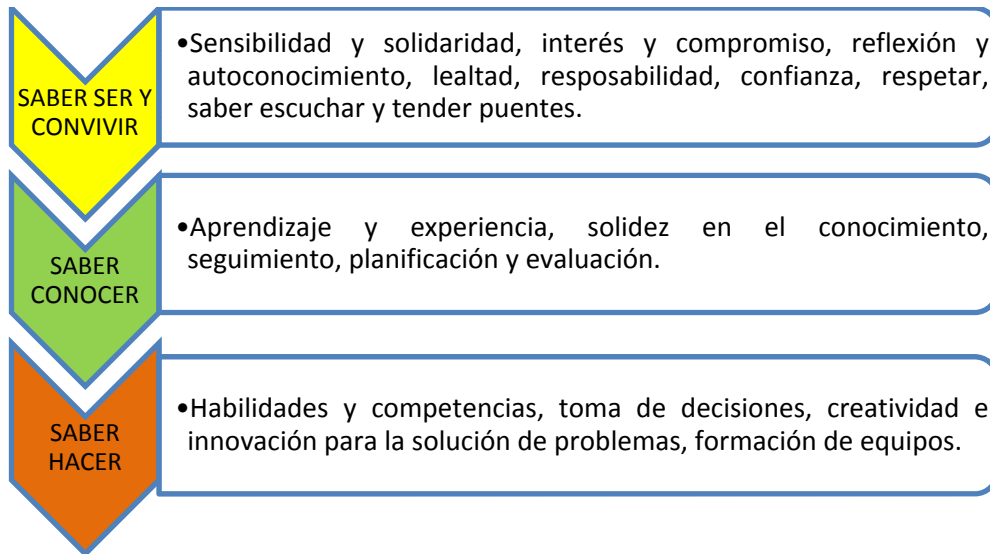 SABER SER Y
CONVIVIR
•Sensibilidad y solidaridad, interés y compromiso, reflexión y
autoconocimiento, lealtad, resposabilidad, confianza, respetar,
saber escuchar y tender puentes.
SABER
CONOCER
•Aprendizaje y experiencia, solidez en el conocimiento,
seguimiento, planificación y evaluación.
SABER
HACER
•Habilidades y competencias, toma de decisiones, creatividad e
innovación para la solución de problemas, formación de equipos.